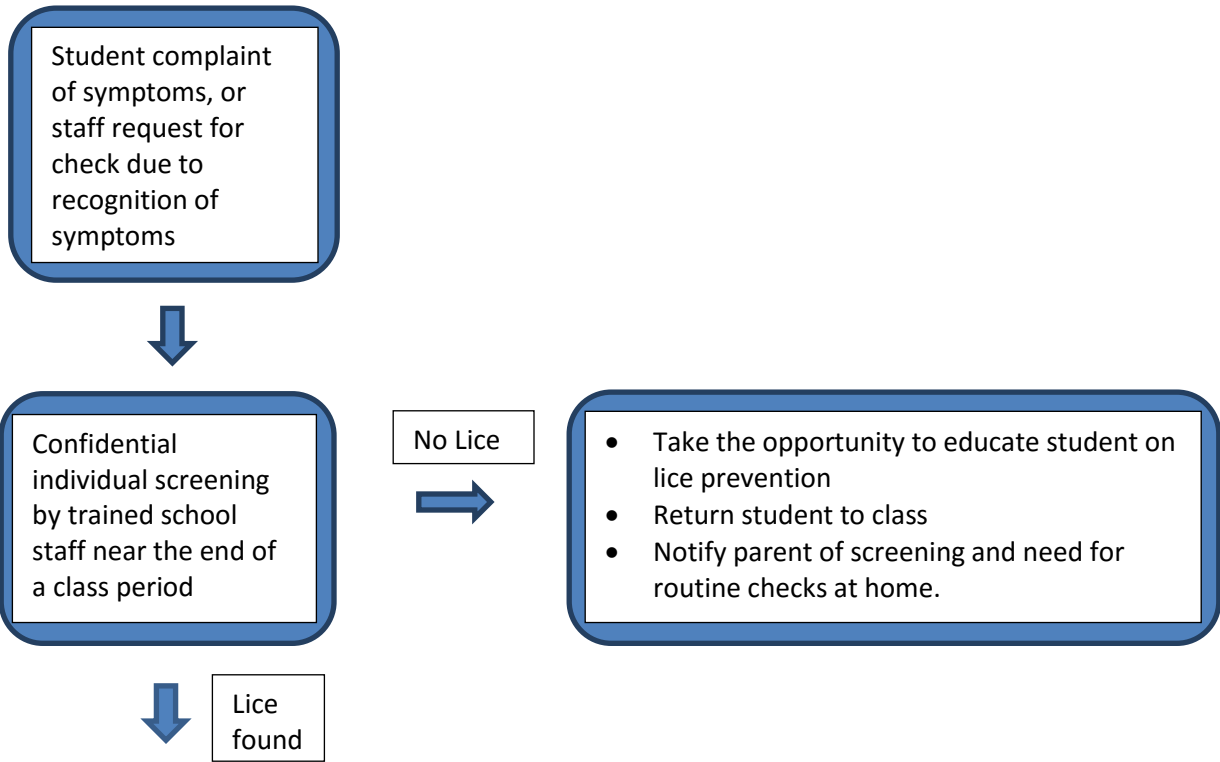 Student complaint
of symptoms, or
staff request for
check due to
recognition of
symptoms
Confidential
individual screening
by trained school
staff near the end of
a class period
No Lice
• Take the opportunity to educate student on
lice prevention
• Return student to class
• Notify parent of screening and need for
routine checks at home.
Lice
found